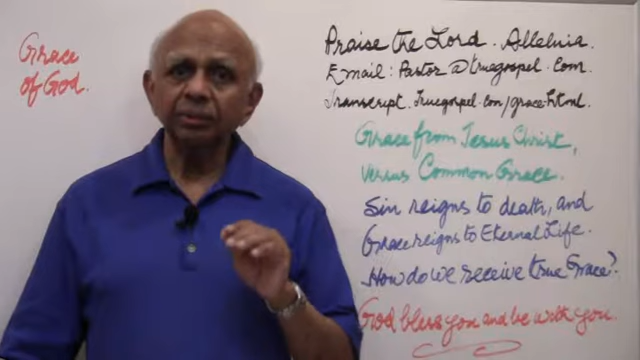 Grace
of God.
Praise the Lord. Alleluia.
Email: Pastor@truegospel.com.
Transcript. truegospel.com/grace.html.
Grace from Jesus Christ,
versus Common Grace.
Sin reigns to death, and
Grace reigns to Eternal Life.
How do we receive true Grace?
God bless you and be with you.